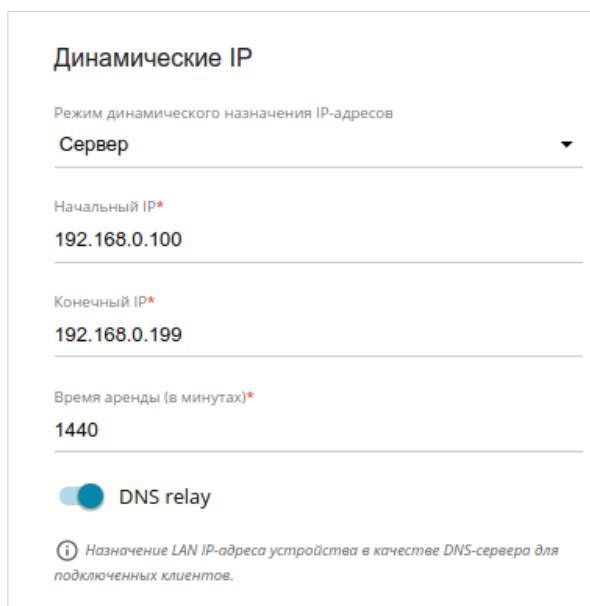 Динамические IP
Режим динамического назначения IP-адресов
Сервер
Начальный IP*
192.168.0.100
Конечный IP*
192.168.0.199
Время аренды (в минутах)*
1440
DNS relay
Назначение LAN IP-адреса устройства в качестве DNS-сервера для
подключенных клиентов.